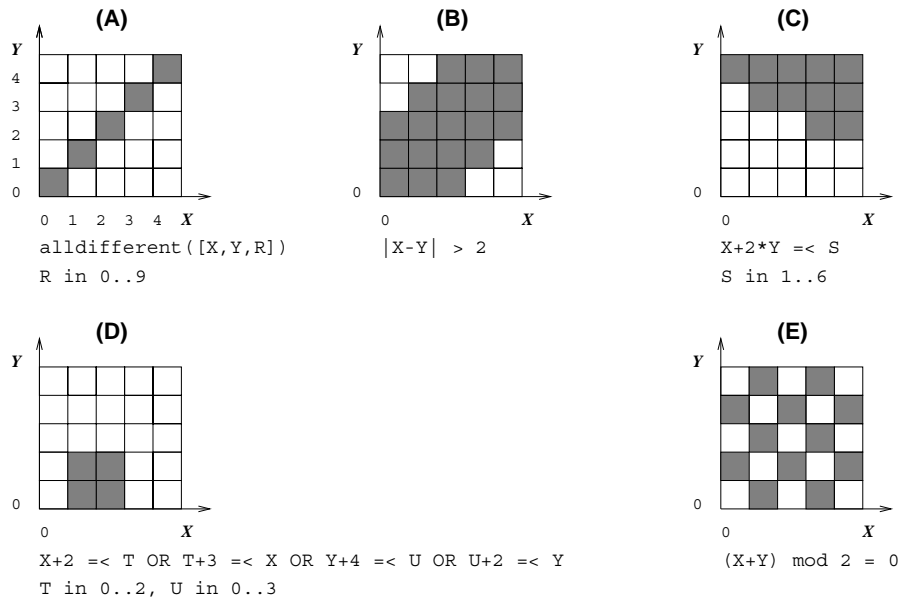 (A)
(B)
(C)
Y
4
3
2
1
0
0 1 2 3 4 X
alldifferent([X,Y,R])
R in 0..9
Y
0
0 X
|X-Y| > 2
Y
0
0 X
X+2*Y =< S
S in 1..6
(D)
(E)
Y
0
0 X
X+2 =< T OR T+3 =< X OR Y+4 =< U OR U+2 =< Y
T in 0..2, U in 0..3
Y
0
0 X
(X+Y) mod 2 = 0